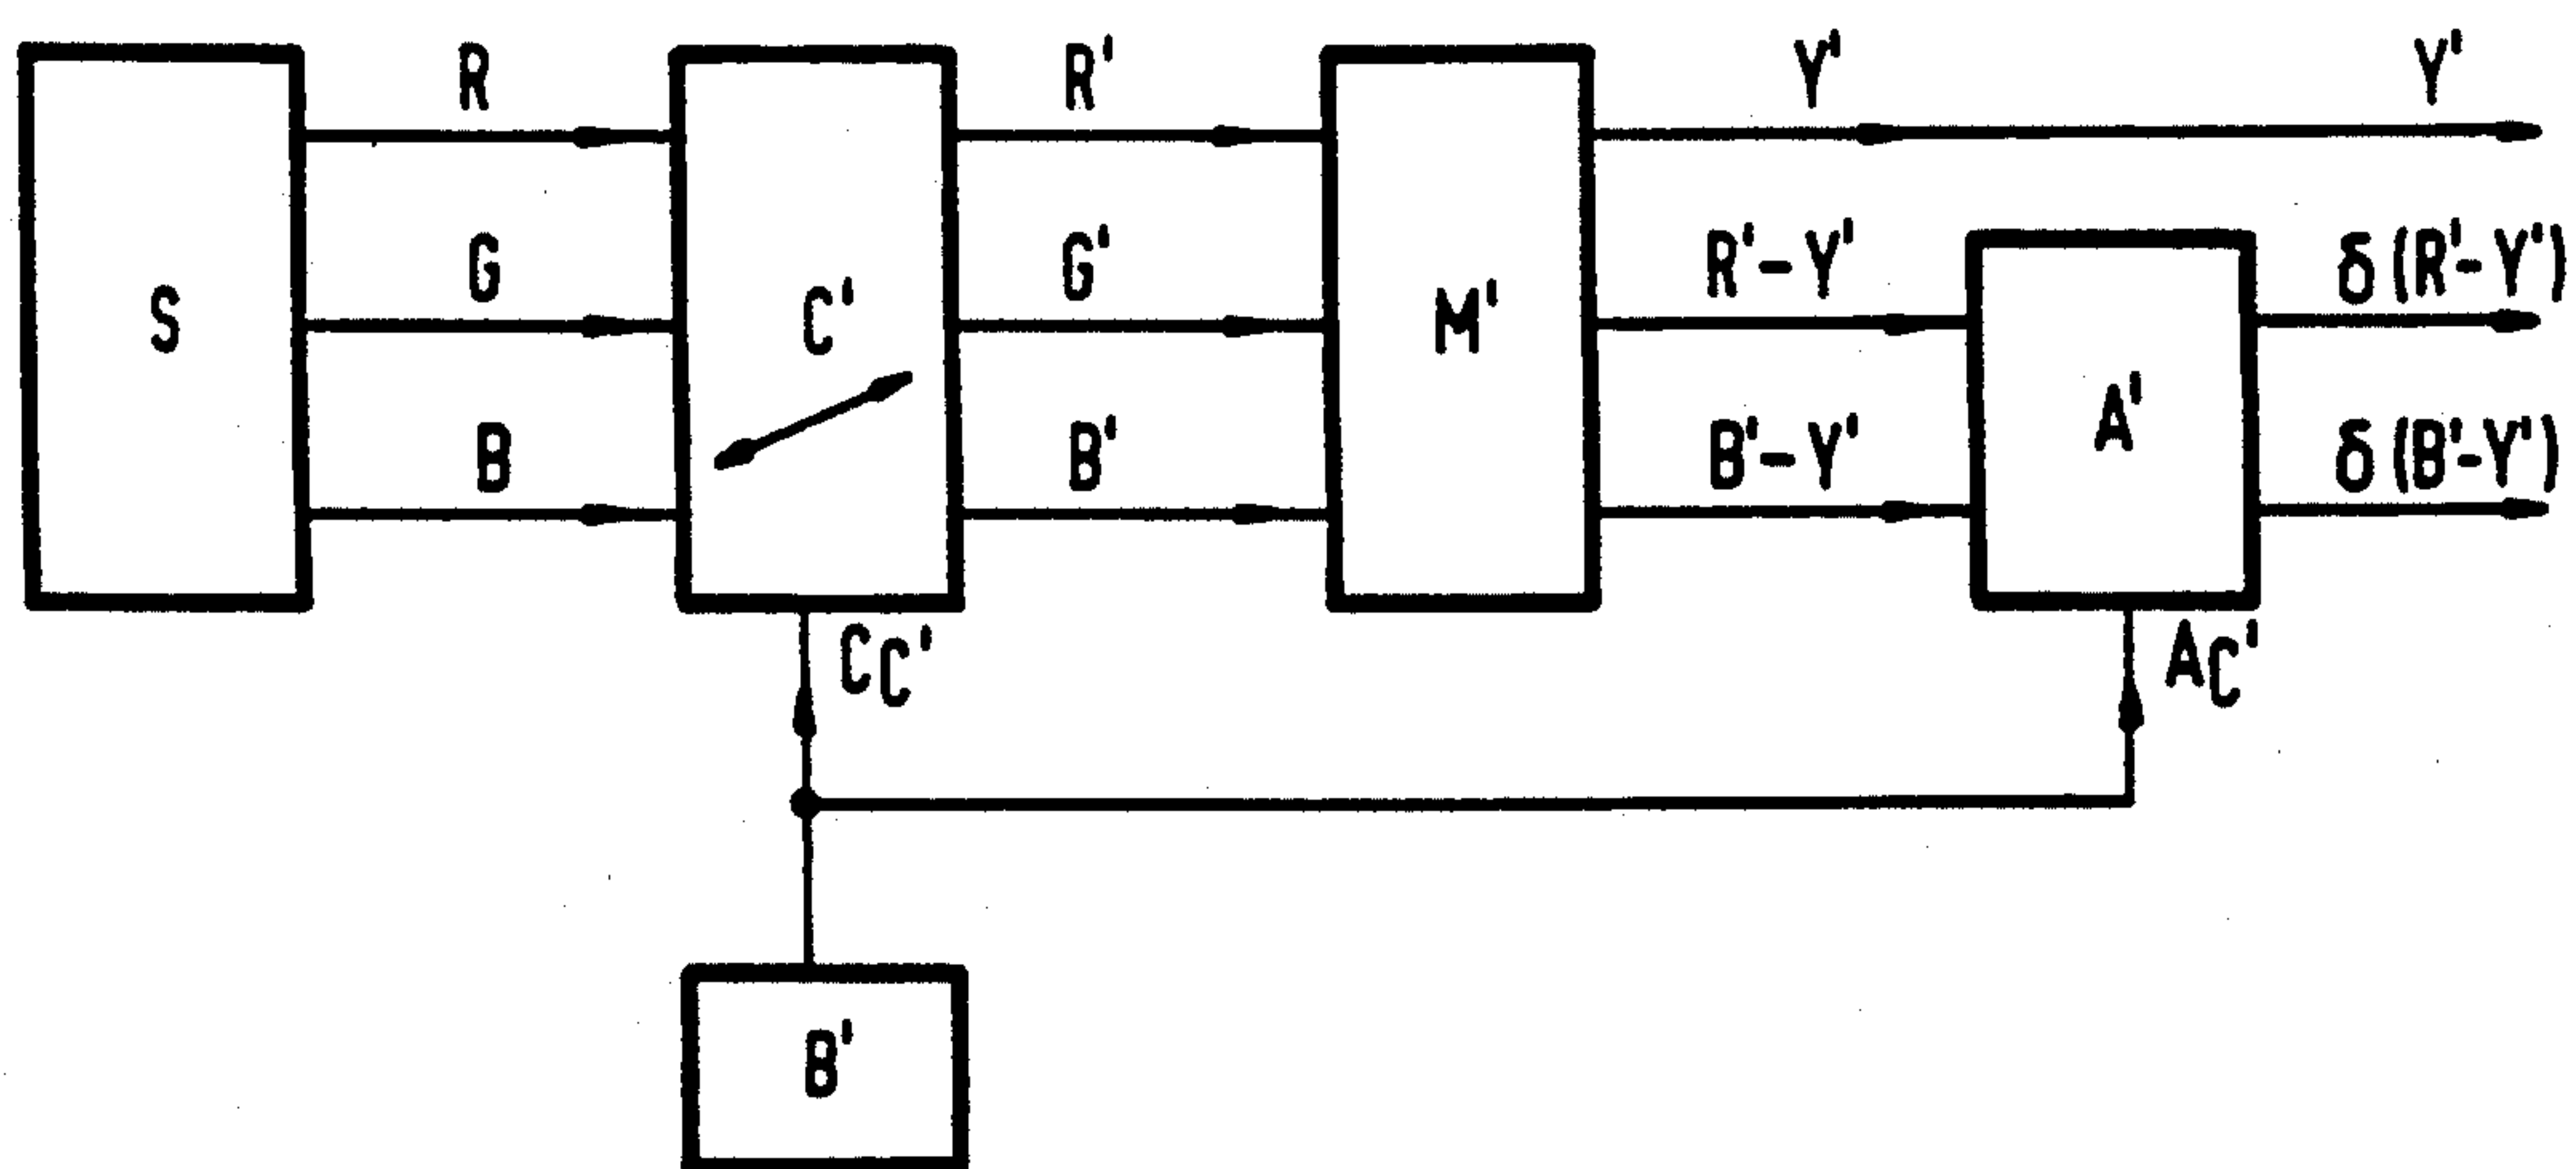 R R' Y' Y'
G G' R'-Y' δ(R'-Y')
S C' M' A'
B B' B'-Y' δ(B'-Y')
CC' AC'
B'